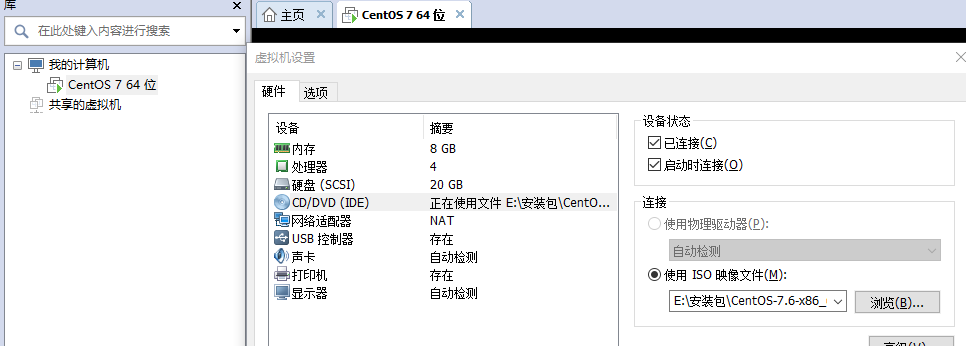 库
主页
CentOS 7 64 位
在此处键入内容进行搜索
虚拟机设置
我的计算机
CentOS 7 64 位
共享的虚拟机
硬件
选项
设备
摘要
内存
8 GB
处理器
4
硬盘 (SCSI)
20 GB
CD/DVD (IDE)
正在使用文件 E:\安装包\CentO...
网络适配器
NAT
USB 控制器
存在
声卡
自动检测
打印机
存在
显示器
自动检测
设备状态
已连接(C)
启动时连接(O)
连接
使用物理驱动器(P):
自动检测
使用 ISO 映像文件(M):
E:\安装包\CentOS-7.6-x86_
浏览(B)...